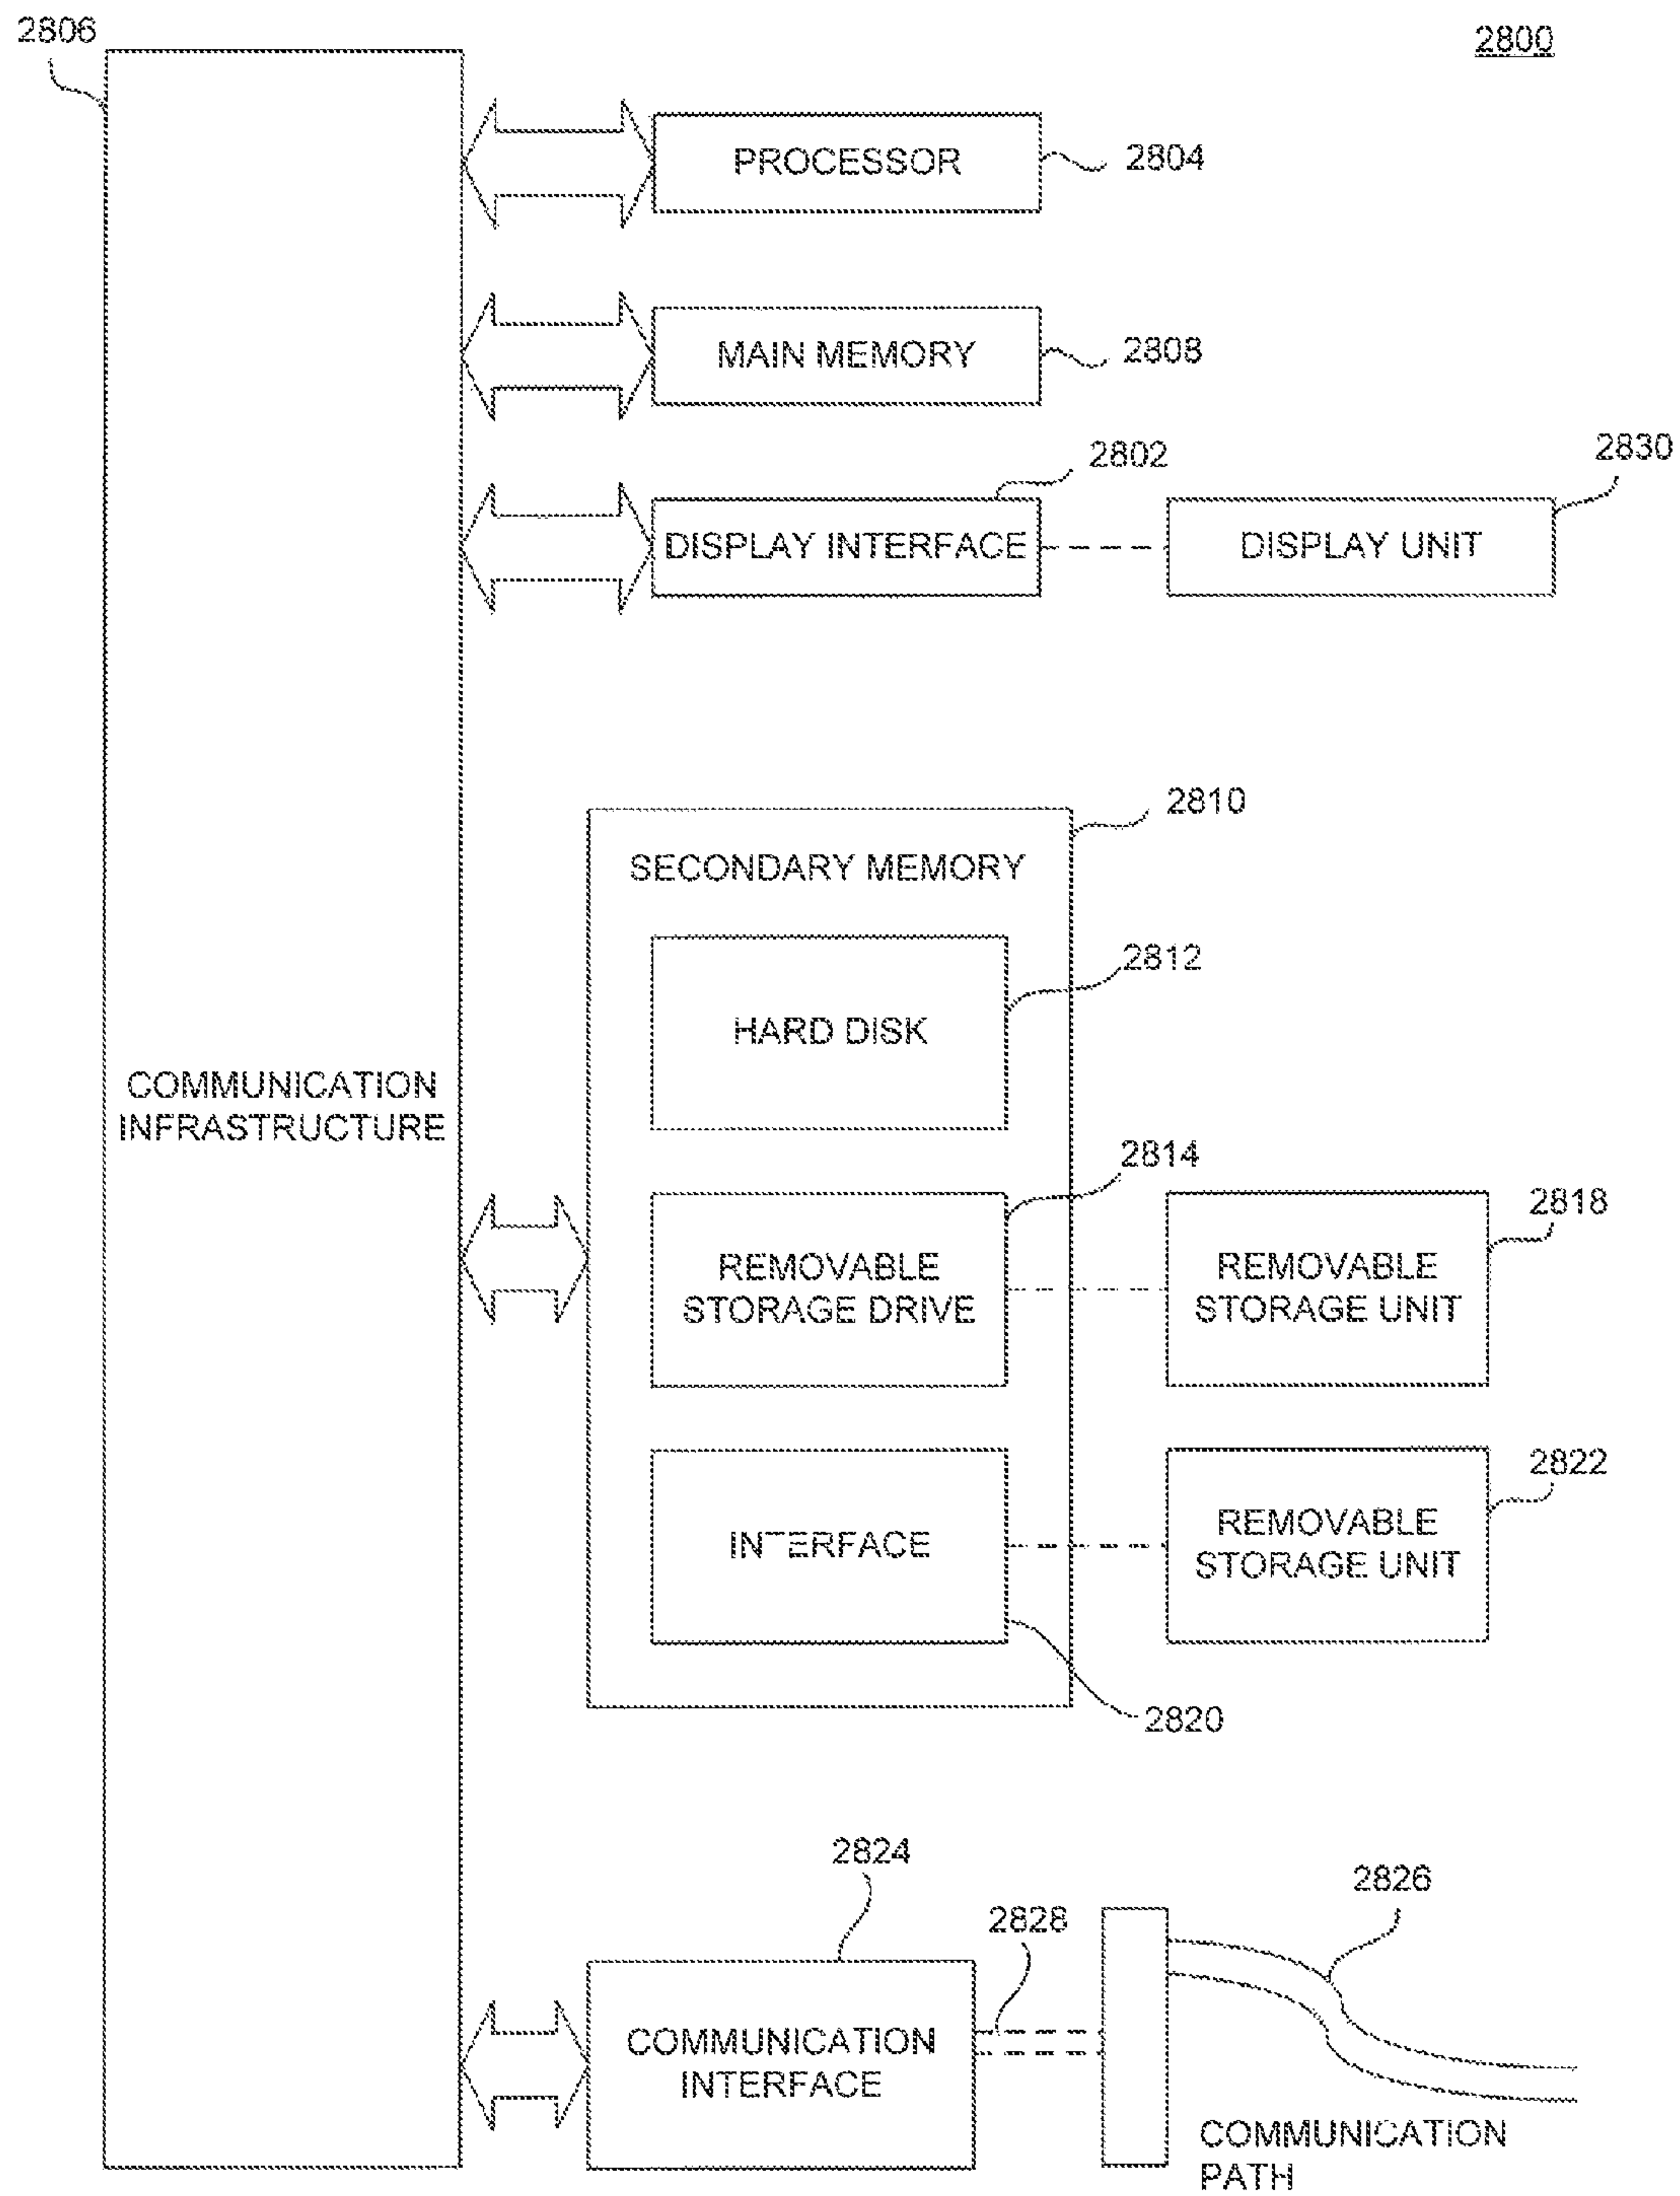 2806
2800
PROCESSOR
2804
MAIN MEMORY
2808
2802
2830
DISPLAY INTERFACE
DISPLAY UNIT
2810
SECONDARY MEMORY
2812
HARD DISK
COMMUNICATION
INFRASTRUCTURE
2814
2818
REMOVABLE
STORAGE DRIVE
REMOVABLE
STORAGE UNIT
2822
INTERFACE
REMOVABLE
STORAGE UNIT
2820
2824
2826
2828
COMMUNICATION
INTERFACE
COMMUNICATION
PATH